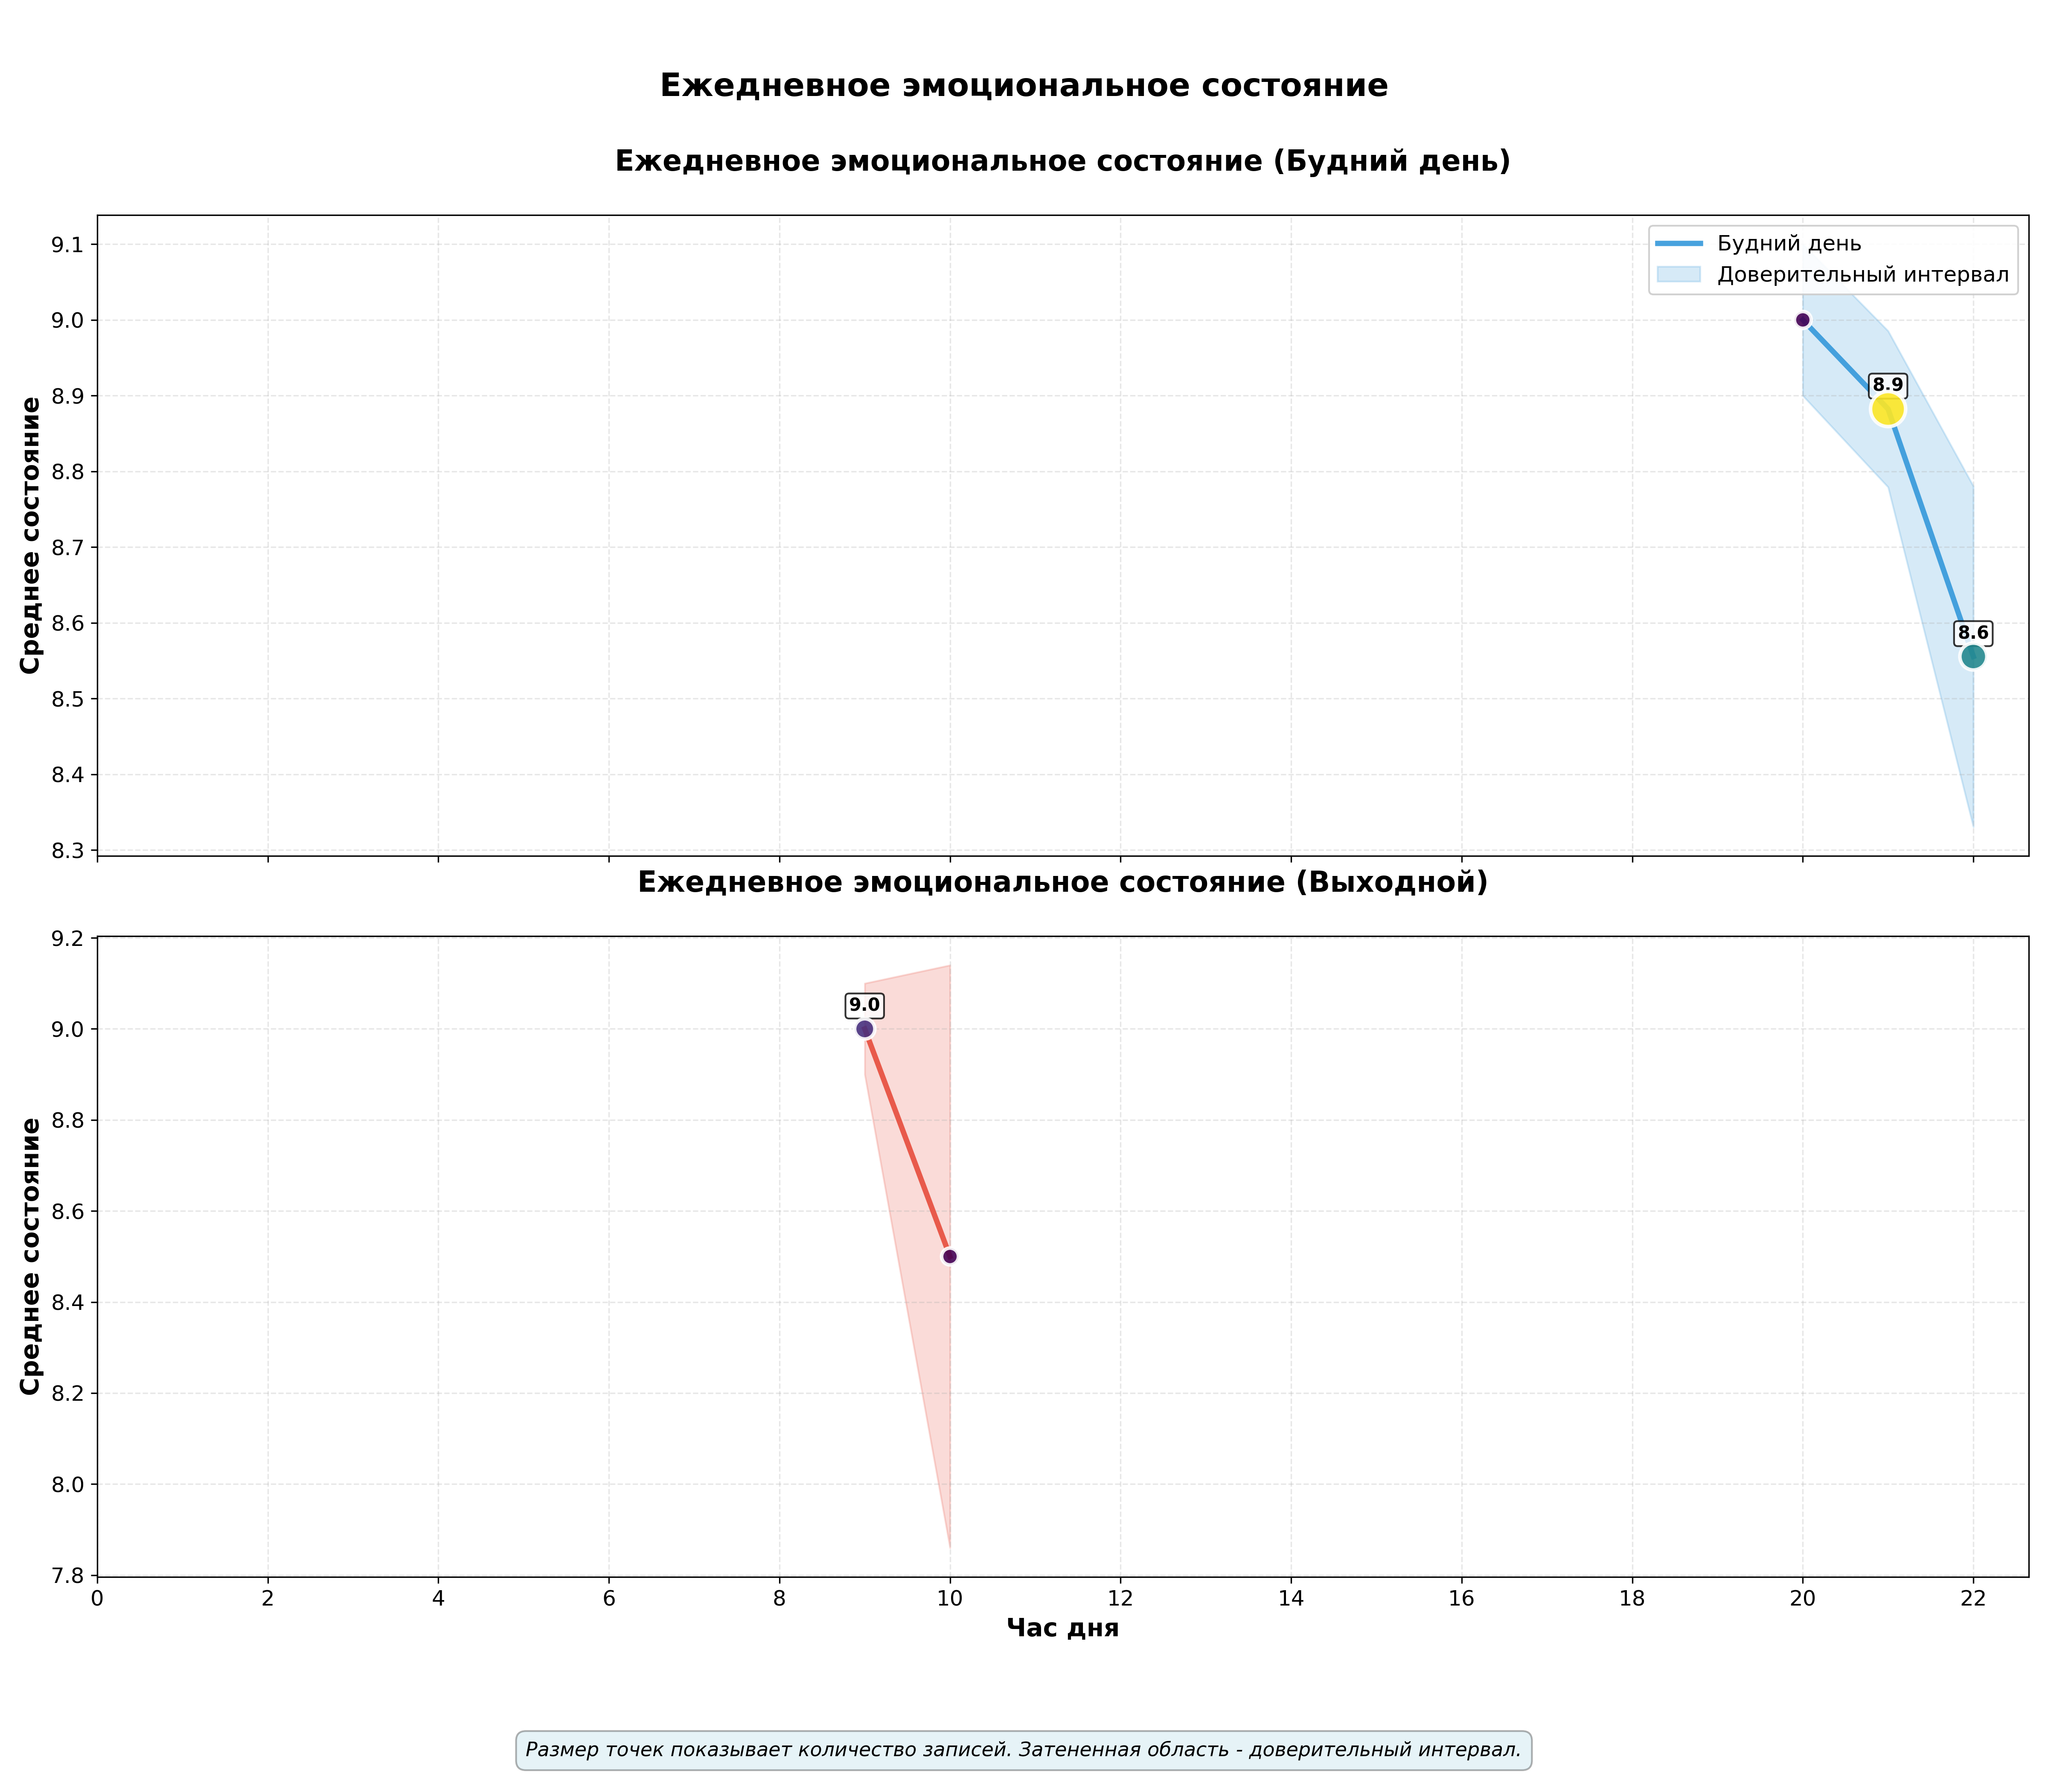 Ежедневное эмоциональное состояние
Ежедневное эмоциональное состояние (Будний день)
Среднее состояние
9.1
9.0
8.9
8.8
8.7
8.6
8.5
8.4
8.3
Будний день
Доверительный интервал
8.9
8.6
Ежедневное эмоциональное состояние (Выходной)
Среднее состояние
9.2
9.0
8.8
8.6
8.4
8.2
8.0
7.8
9.0
0 2 4 6 8 10 12 14 16 18 20 22
Час дня
Размер точек показывает количество записей. Затененная область - доверительный интервал.